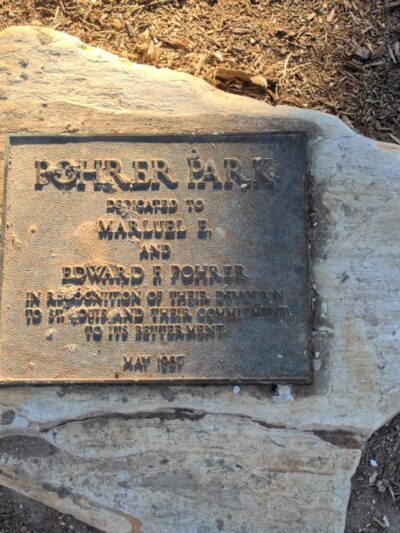 POHRER PARK
DEDICATED TO
MARLUEL E.
AND
EDWARD F. POHRER
IN RECOGNITION OF THEIR DEVOTION
TO ST. LOUIS AND THEIR COMMITMENT
TO ITS BETTERMENT.
MAY 1987